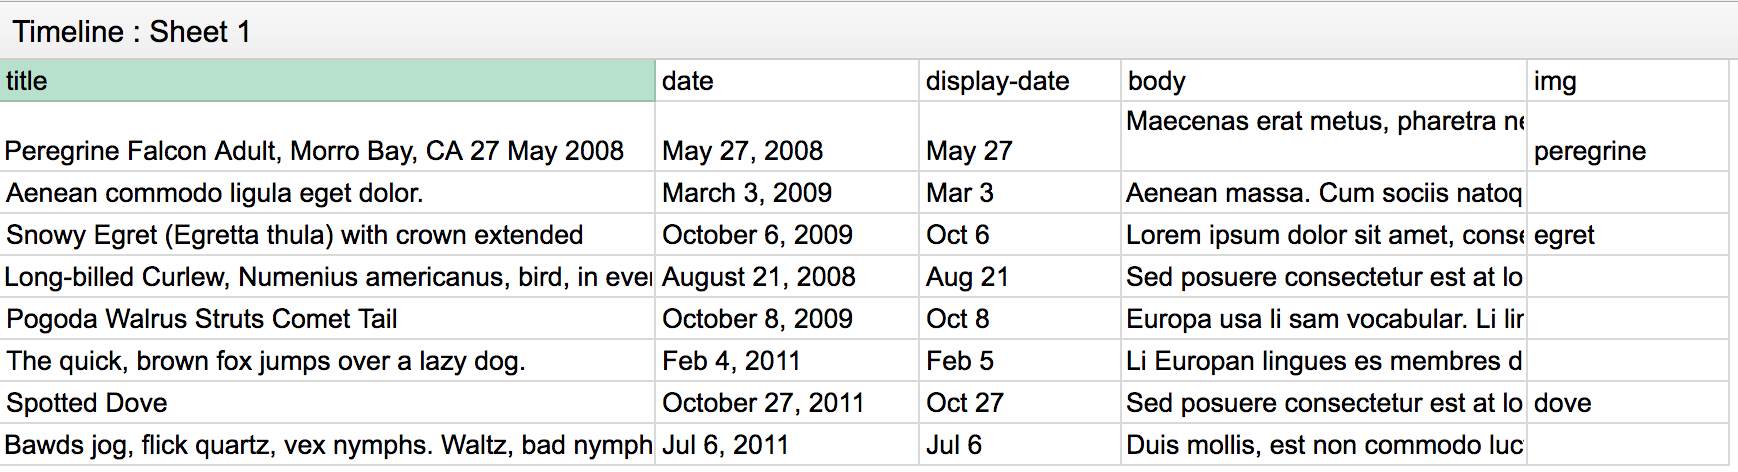 Timeline : Sheet 1
title date display-date body img
Peregrine Falcon Adult, Morro Bay, CA 27 May 2008 May 27, 2008 May 27 Maecenas erat metus, pharetra peregrine
Aenean commodo ligula eget dolor. March 3, 2009 Mar 3 Aenean massa. Cum sociis natoq
Snowy Egret (Egretta thula) with crown extended October 6, 2009 Oct 6 Lorem ipsum dolor sit amet, egret
Long-billed Curlew, Numenius americanus, bird, in August 21, 2008 Aug 21 Sed posuere consectetur est at lo
Pogoda Walrus Struts Comet Tail October 8, 2009 Oct 8 Europa usa li sam vocabular. Li
The quick, brown fox jumps over a lazy dog. Feb 4, 2011 Feb 5 Li Europan lingues es membres d
Spotted Dove October 27, 2011 Oct 27 Sed posuere consectetur est at lo dove
Bawds jog, flick quartz, vex nymphs. Waltz, bad nymph Jul 6, 2011 Jul 6 Duis mollis, est non commodo luc